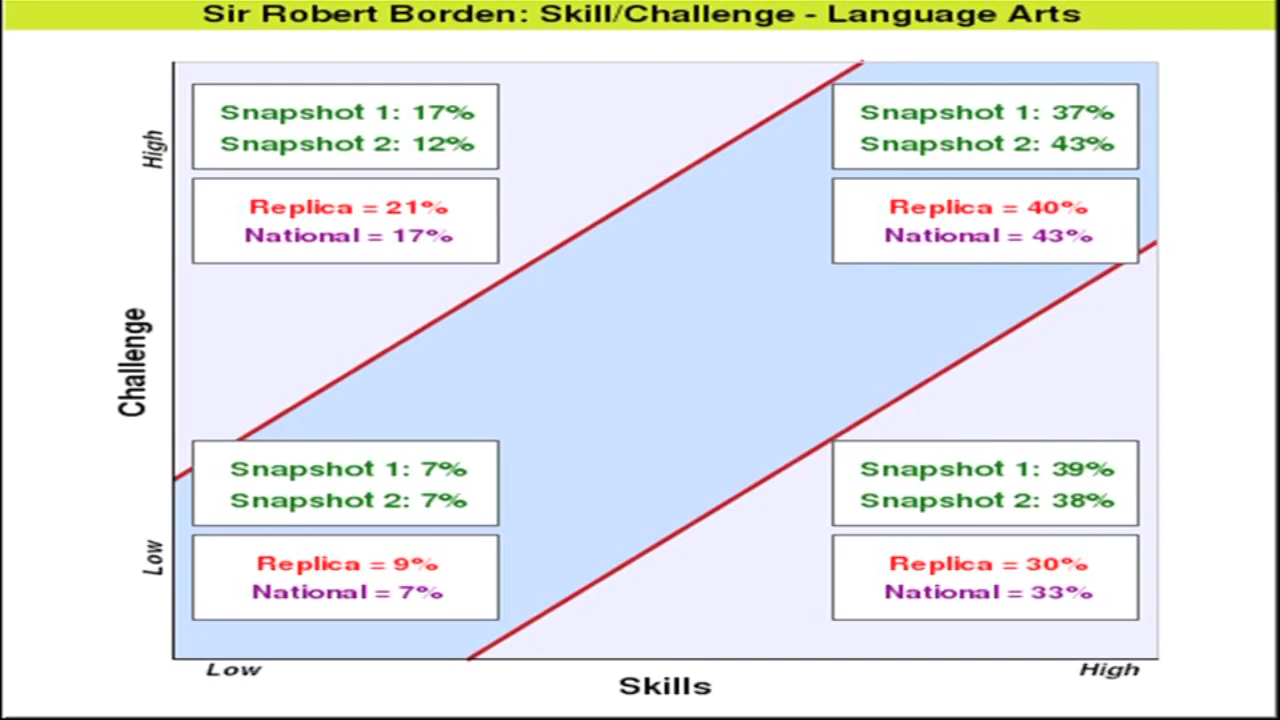 Sir Robert Borden: Skill/Challenge - Language Arts
High
Snapshot 1: 17%
Snapshot 2: 12%
Replica = 21%
National = 17%
Snapshot 1: 37%
Snapshot 2: 43%
Replica = 40%
National = 43%
Challenge
Snapshot 1: 7%
Snapshot 2: 7%
Replica = 9%
National = 7%
Snapshot 1: 39%
Snapshot 2: 38%
Replica = 30%
National = 33%
Low
Low
High
Skills